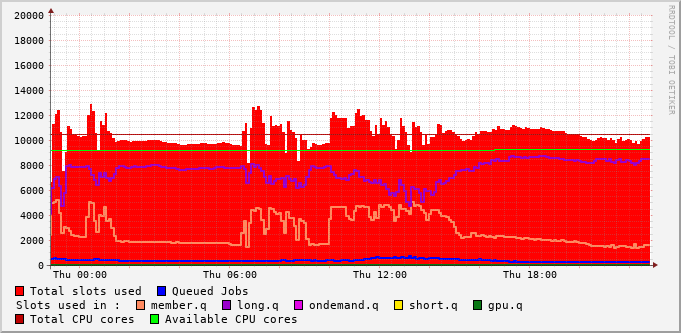 20000
18000
16000
14000
12000
10000
8000
6000
4000
2000
0
Thu 00:00 Thu 06:00 Thu 12:00 Thu 18:00
RRDTOOL / TOBI OETIKER
Total slots used Queued Jobs
Slots used in : member.q long.q ondemand.q short.q gpu.q
Total CPU cores Available CPU cores